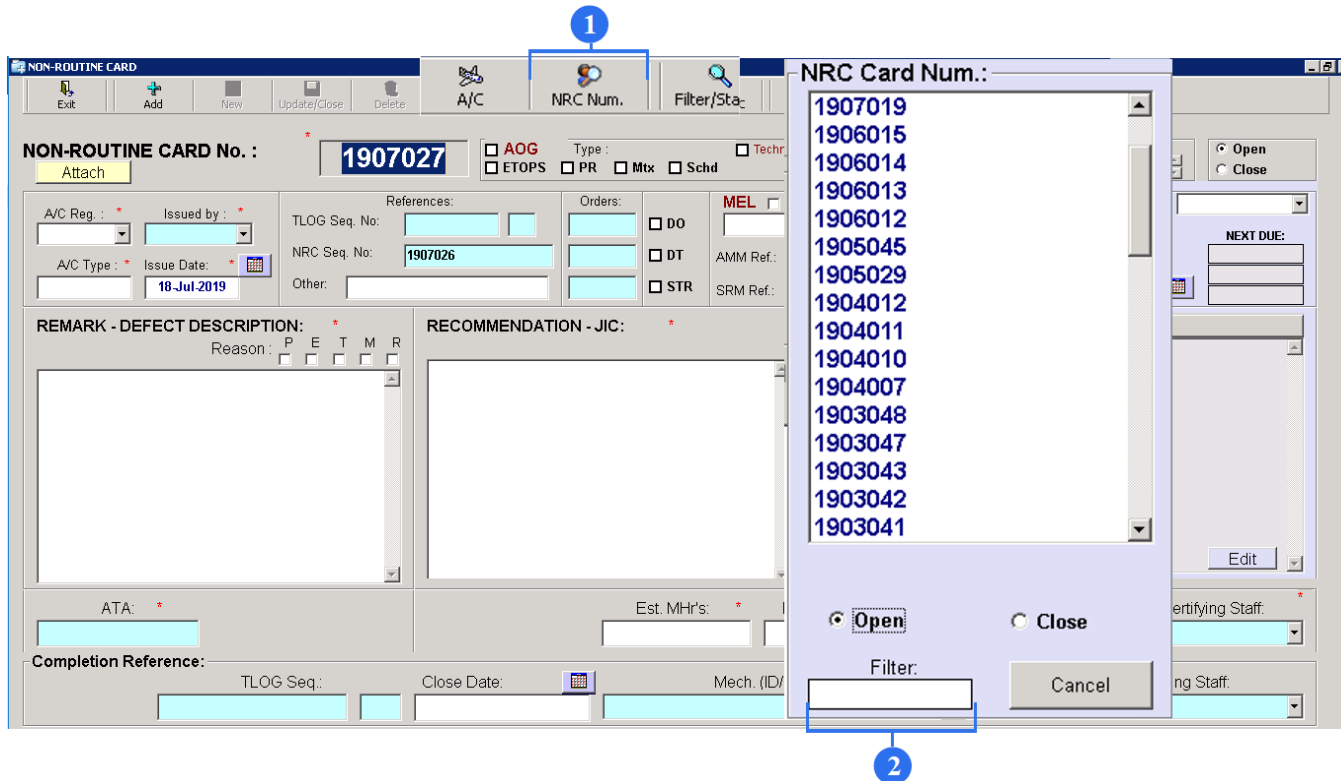 1
NON-ROUTINE CARD
Exit Add New Update/Close Delete A/C NRC Num. Filter/Stac
NON-ROUTINE CARD No. : * 1907027
Attach
AOG Type : Techr
ETOPS PR Mtx Schd
Open
Close
A/C Reg. : * Issued by : *
A/C Type : * Issue Date: *
18-Jul-2019
References: Orders:
TLOG Seq. No: DO
NRC Seq. No: 1907026 DT
Other: STR
MEL
AMM Ref.:
SRM Ref.:
NEXT DUE:
REMARK - DEFECT DESCRIPTION: *
Reason : P E T M R
RECOMMENDATION - JIC: *
Edit
ATA: *
Est. MHr's: *
ertifying Staff: *
Completion Reference:
TLOG Seq.: Close Date: Mech. (ID/ ng Staff:
NRC Card Num.:
1907019
1906015
1906014
1906013
1906012
1905045
1905029
1904012
1904011
1904010
1904007
1903048
1903047
1903043
1903042
1903041
Open Close
Filter:
Cancel
2